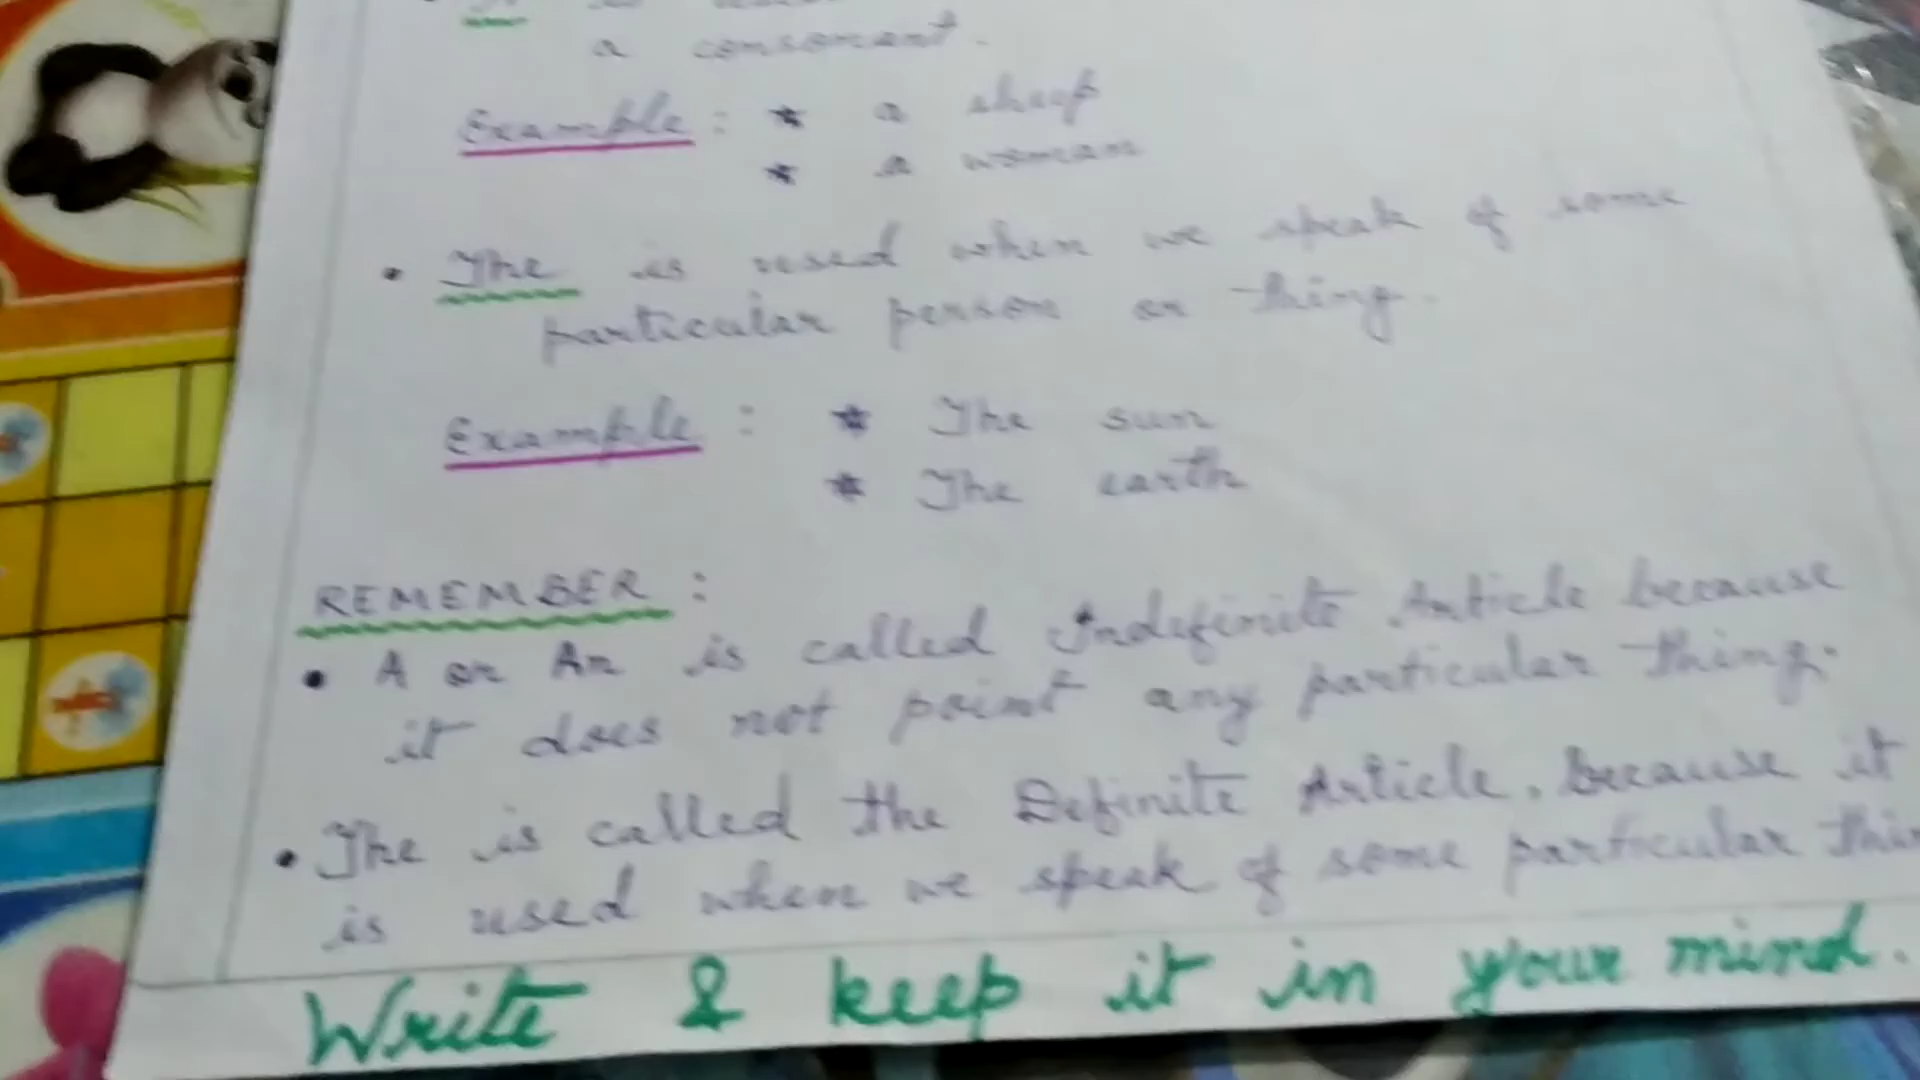 is
a consonant.
Example : * a sheep
* a woman
• The is used when we speak of some
particular person or thing.
Example : * The sun
* The earth
REMEMBER :
• A or An is called Indefinite Article because
it does not point any particular thing.
• The is called the Definite Article, because it
is used when we speak of some particular
Write & keep it in your mind.